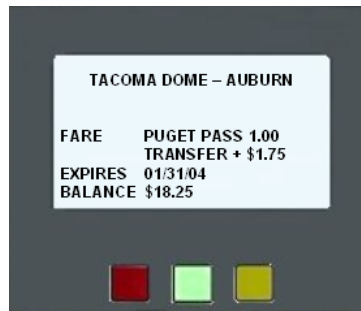 TACOMA DOME – AUBURN
FARE PUGET PASS 1.00
TRANSFER + $1.75
EXPIRES 01/31/04
BALANCE $18.25